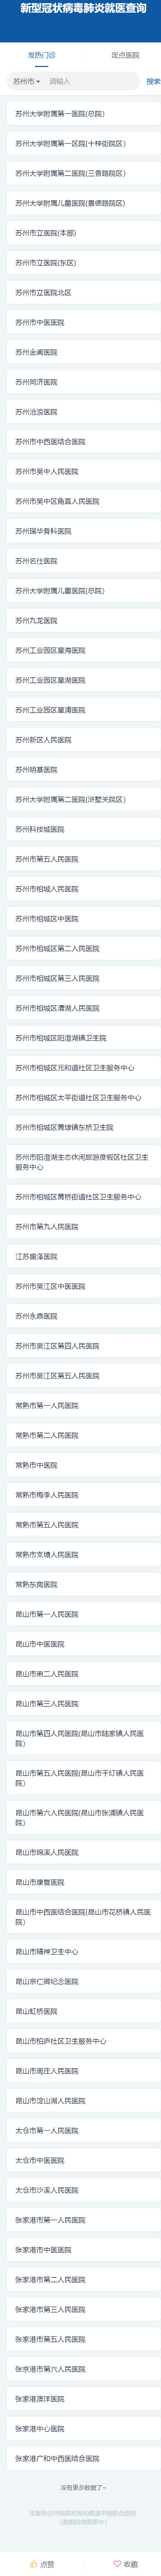 新型冠状病毒肺炎就医查询
发热门诊
定点医院
苏州市
请输入
搜索
苏州大学附属第一医院(总院)
苏州大学附属第一医院(十梓街院区)
苏州大学附属第二医院(三香路院区)
苏州大学附属儿童医院(景德路院区)
苏州市立医院(本部)
苏州市立医院(东区)
苏州市立医院北区
苏州市中医医院
苏州金阊医院
苏州同济医院
苏州沧浪医院
苏州市中西医结合医院
苏州市吴中人民医院
苏州市吴中区甪直人民医院
苏州瑞华骨科医院
苏州名仕医院
苏州大学附属儿童医院(总院)
苏州九龙医院
苏州工业园区星海医院
苏州工业园区星湖医院
苏州工业园区星浦医院
苏州新区人民医院
苏州明基医院
苏州大学附属第二医院(浒墅关院区)
苏州科技城医院
苏州市第五人民医院
苏州市相城人民医院
苏州市相城区中医院
苏州市相城区第二人民医院
苏州市相城区第三人民医院
苏州市相城区漕湖人民医院
苏州市相城区阳澄湖镇卫生院
苏州市相城区元和道社区卫生服务中心
苏州市相城区太平街道社区卫生服务中心
苏州市相城区黄埭镇东桥卫生院
苏州市阳澄湖生态休闲旅游度假区社区卫生
服务中心
苏州市相城区黄桥街道社区卫生服务中心
苏州市第九人民医院
江苏盛泽医院
苏州市吴江区中医医院
苏州永鼎医院
苏州市吴江区第四人民医院
苏州市吴江区第五人民医院
常熟市第一人民医院
常熟市第二人民医院
常熟市中医院
常熟市梅李人民医院
常熟市第五人民医院
常熟市支塘人民医院
常熟东南医院
昆山市第一人民医院
昆山市中医医院
昆山市第二人民医院
昆山市第三人民医院
昆山市第四人民医院(昆山市陆家镇人民医
院)
昆山市第五人民医院(昆山市千灯镇人民医
院)
昆山市第六人民医院(昆山市张浦镇人民医
院)
昆山市锦溪人民医院
昆山市康复医院
昆山市中西医结合医院(昆山市花桥镇人民医
院)
昆山市精神卫生中心
昆山宗仁卿纪念医院
昆山虹桥医院
昆山市柏庐社区卫生服务中心
昆山市周庄人民医院
昆山市淀山湖人民医院
太仓市第一人民医院
太仓市中医医院
太仓市沙溪人民医院
张家港市第一人民医院
张家港市中医医院
张家港市第二人民医院
张家港市第三人民医院
张家港市第五人民医院
张家港市第六人民医院
张家港澳洋医院
张家港中心医院
张家港广和中西医结合医院
没有更多数据了~
点赞
收藏